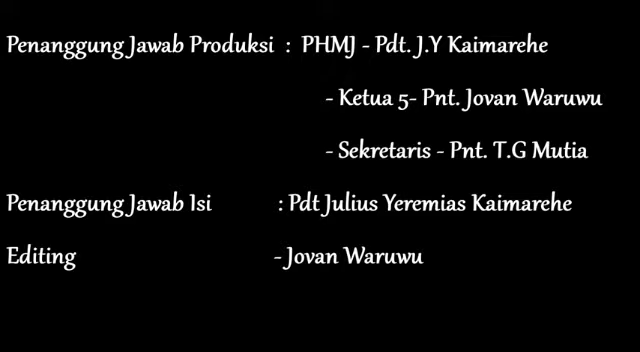 Penanggung Jawab Produksi : PHMJ - Pdt. J.Y Kaimarehe
- Ketua 5- Pnt. Jovan Waruwu
- Sekretaris - Pnt. T.G Mutia
Penanggung Jawab Isi : Pdt Julius Yeremias Kaimarehe
Editing - Jovan Waruwu